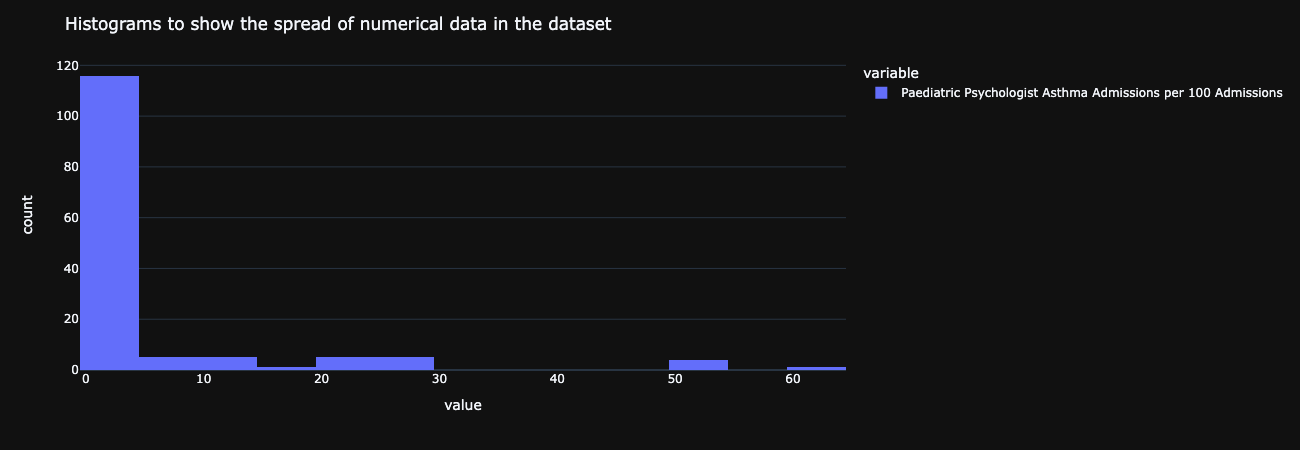 Histograms to show the spread of numerical data in the dataset
120
100
80
60
40
20
0
count
0 10 20 30 40 50 60
value
variable
Paediatric Psychologist Asthma Admissions per 100 Admissions